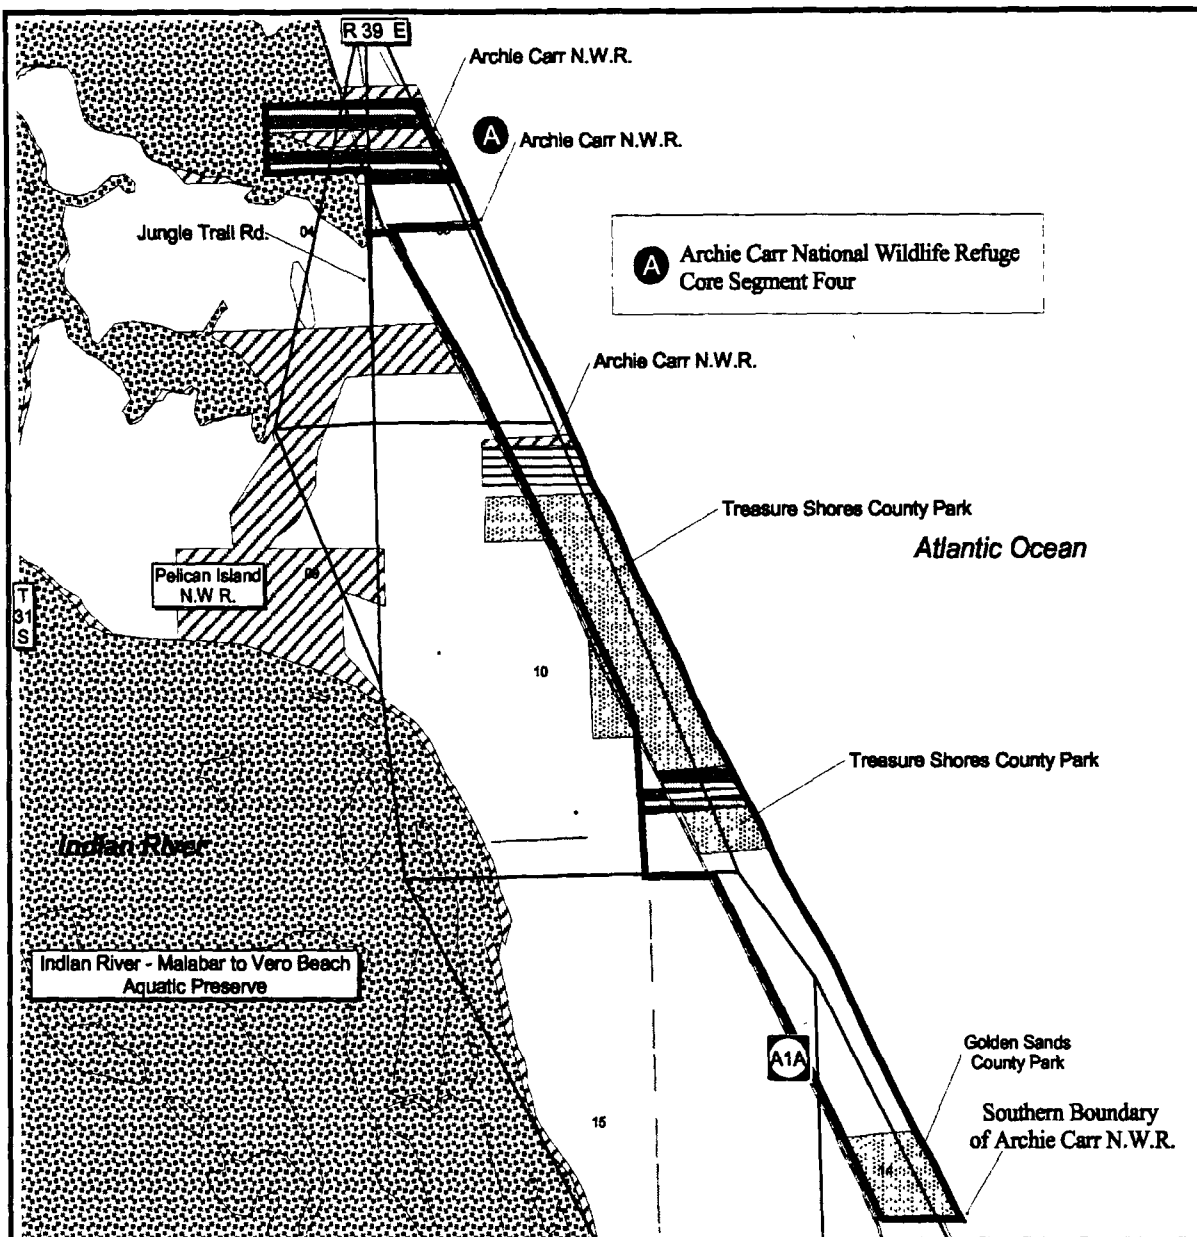 R 39 E
Archie Carr N.W.R.
A
Archie Carr N.W.R.
Jungle Trail Rd.
04
A Archie Carr National Wildlife Refuge
Core Segment Four
Archie Carr N.W.R.
Treasure Shores County Park
Atlantic Ocean
Pelican Island
N.W R.
T
31
S
10
Treasure Shores County Park
Indian River
Indian River - Malabar to Vero Beach
Aquatic Preserve
A1A
Golden Sands
County Park
Southern Boundary
of Archie Carr N.W.R.
15
14